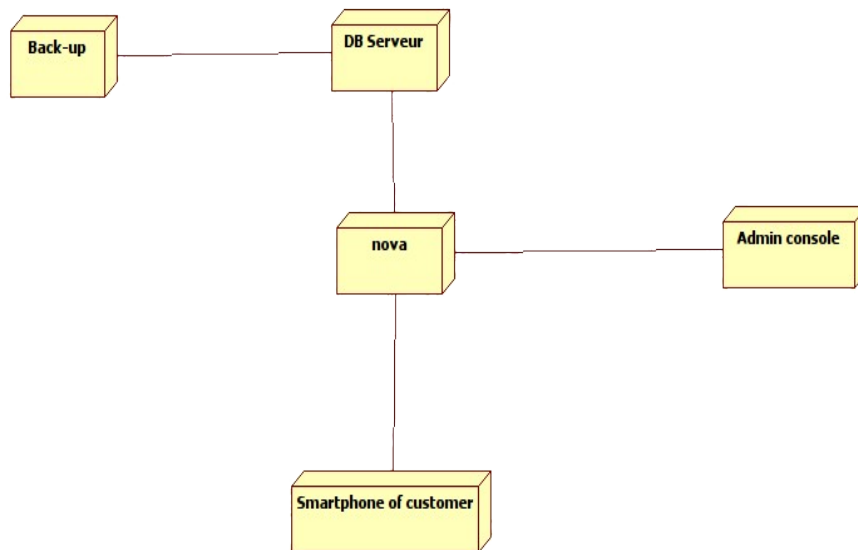 Back-up
DB Serveur
nova
Admin console
Smartphone of customer